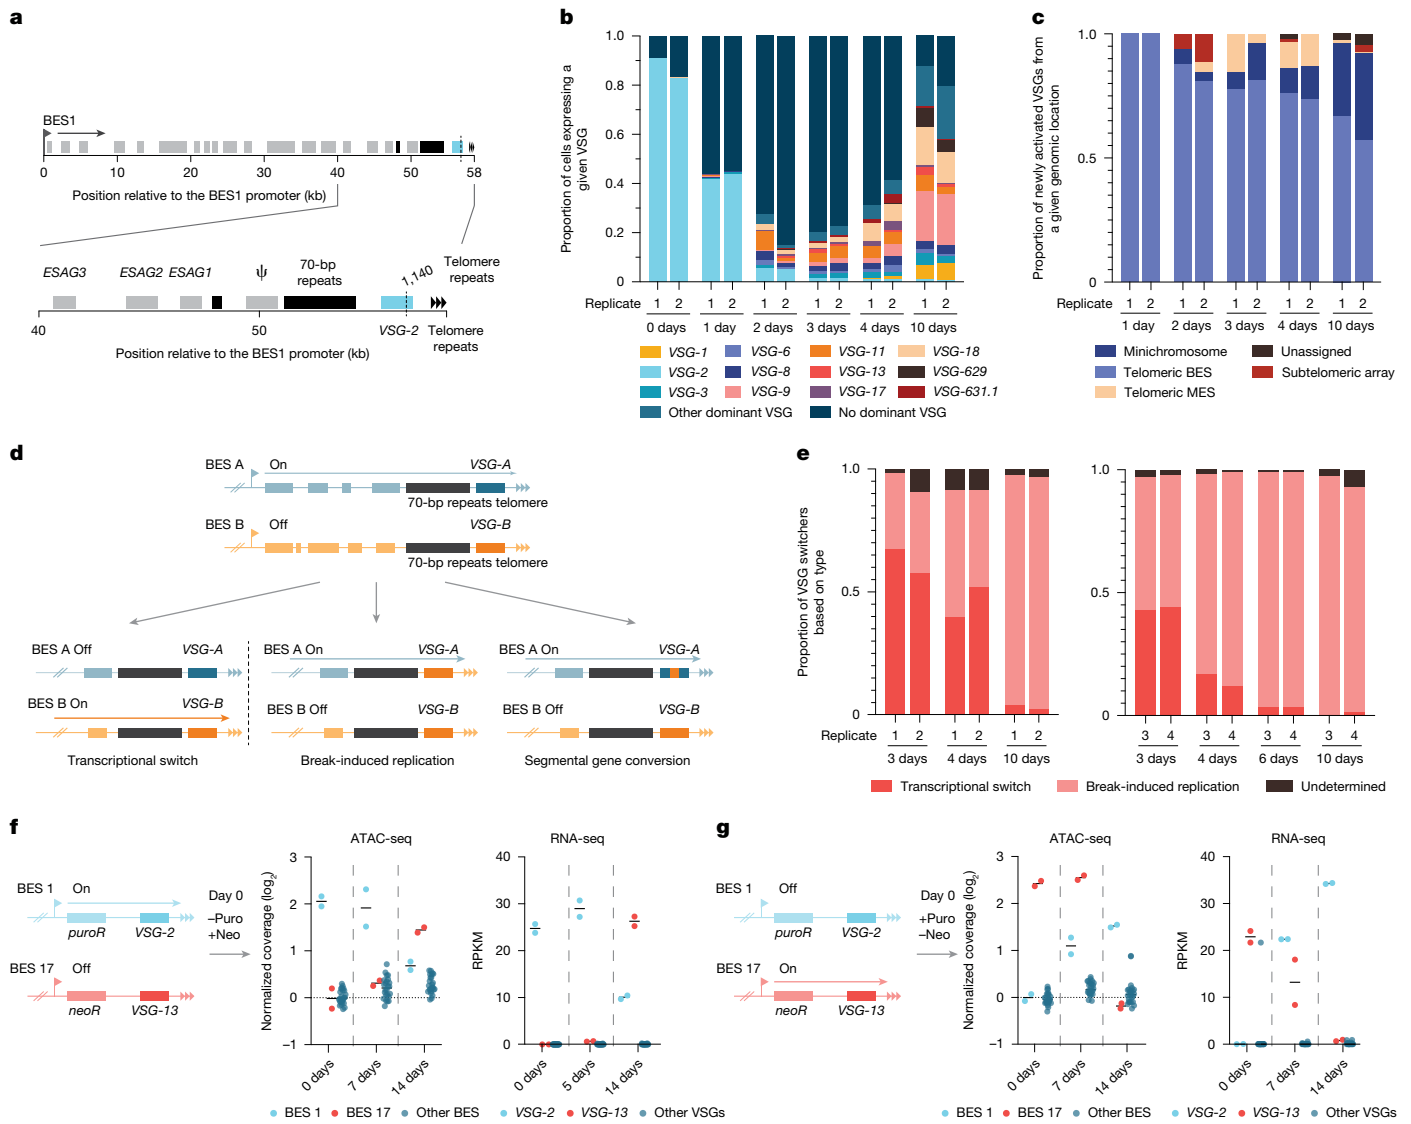 a
BES1
0 10 20 30 40 50 58
Position relative to the BES1 promoter (kb)
ESAG3 ESAG2 ESAG1 ψ 70-bp repeats 1,140 Telomere repeats
40 50 VSG-2 Telomere repeats
Position relative to the BES1 promoter (kb)
b
Proportion of cells expressing a given VSG
1.0
0.8
0.6
0.4
0.2
0
Replicate 1 2 1 2 1 2 1 2 1 2 1 2
0 days 1 day 2 days 3 days 4 days 10 days
VSG-1 VSG-6 VSG-11 VSG-18
VSG-2 VSG-8 VSG-13 VSG-629
VSG-3 VSG-9 VSG-17 VSG-631.1
Other dominant VSG No dominant VSG
c
Proportion of newly activated VSGs from a given genomic location
1.0
0.5
0
Replicate 1 2 1 2 1 2 1 2 1 2
1 day 2 days 3 days 4 days 10 days
Minichromosome Unassigned
Telomeric BES Subtelomeric array
Telomeric MES
d
BES A On VSG-A
70-bp repeats telomere
BES B Off VSG-B
70-bp repeats telomere
BES A Off VSG-A BES A On VSG-A BES A On VSG-A
BES B On VSG-B BES B Off VSG-B BES B Off VSG-B
Transcriptional switch Break-induced replication Segmental gene conversion
e
Proportion of VSG switchers based on type
1.0 1.0
0.5 0.5
0 0
Replicate 1 2 1 2 1 2 3 4 3 4 3 4 3 4
3 days 4 days 10 days 3 days 4 days 6 days 10 days
Transcriptional switch Break-induced replication Undetermined
f
BES 1 On
puroR VSG-2
BES 17 Off
neoR VSG-13
Day 0
–Puro
+Neo
ATAC-seq
Normalized coverage (log2)
3
2
1
0
–1
0 days 7 days 14 days
BES 1 BES 17 Other BES
RNA-seq
RPKM
40
30
20
10
0
0 days 5 days 14 days
VSG-2 VSG-13 Other VSGs
g
BES 1 Off
puroR VSG-2
BES 17 On
neoR VSG-13
Day 0
+Puro
–Neo
ATAC-seq
Normalized coverage (log2)
3
2
1
0
–1
0 days 7 days 14 days
BES 1 BES 17 Other BES
RNA-seq
RPKM
40
30
20
10
0
0 days 7 days 14 days
VSG-2 VSG-13 Other VSGs